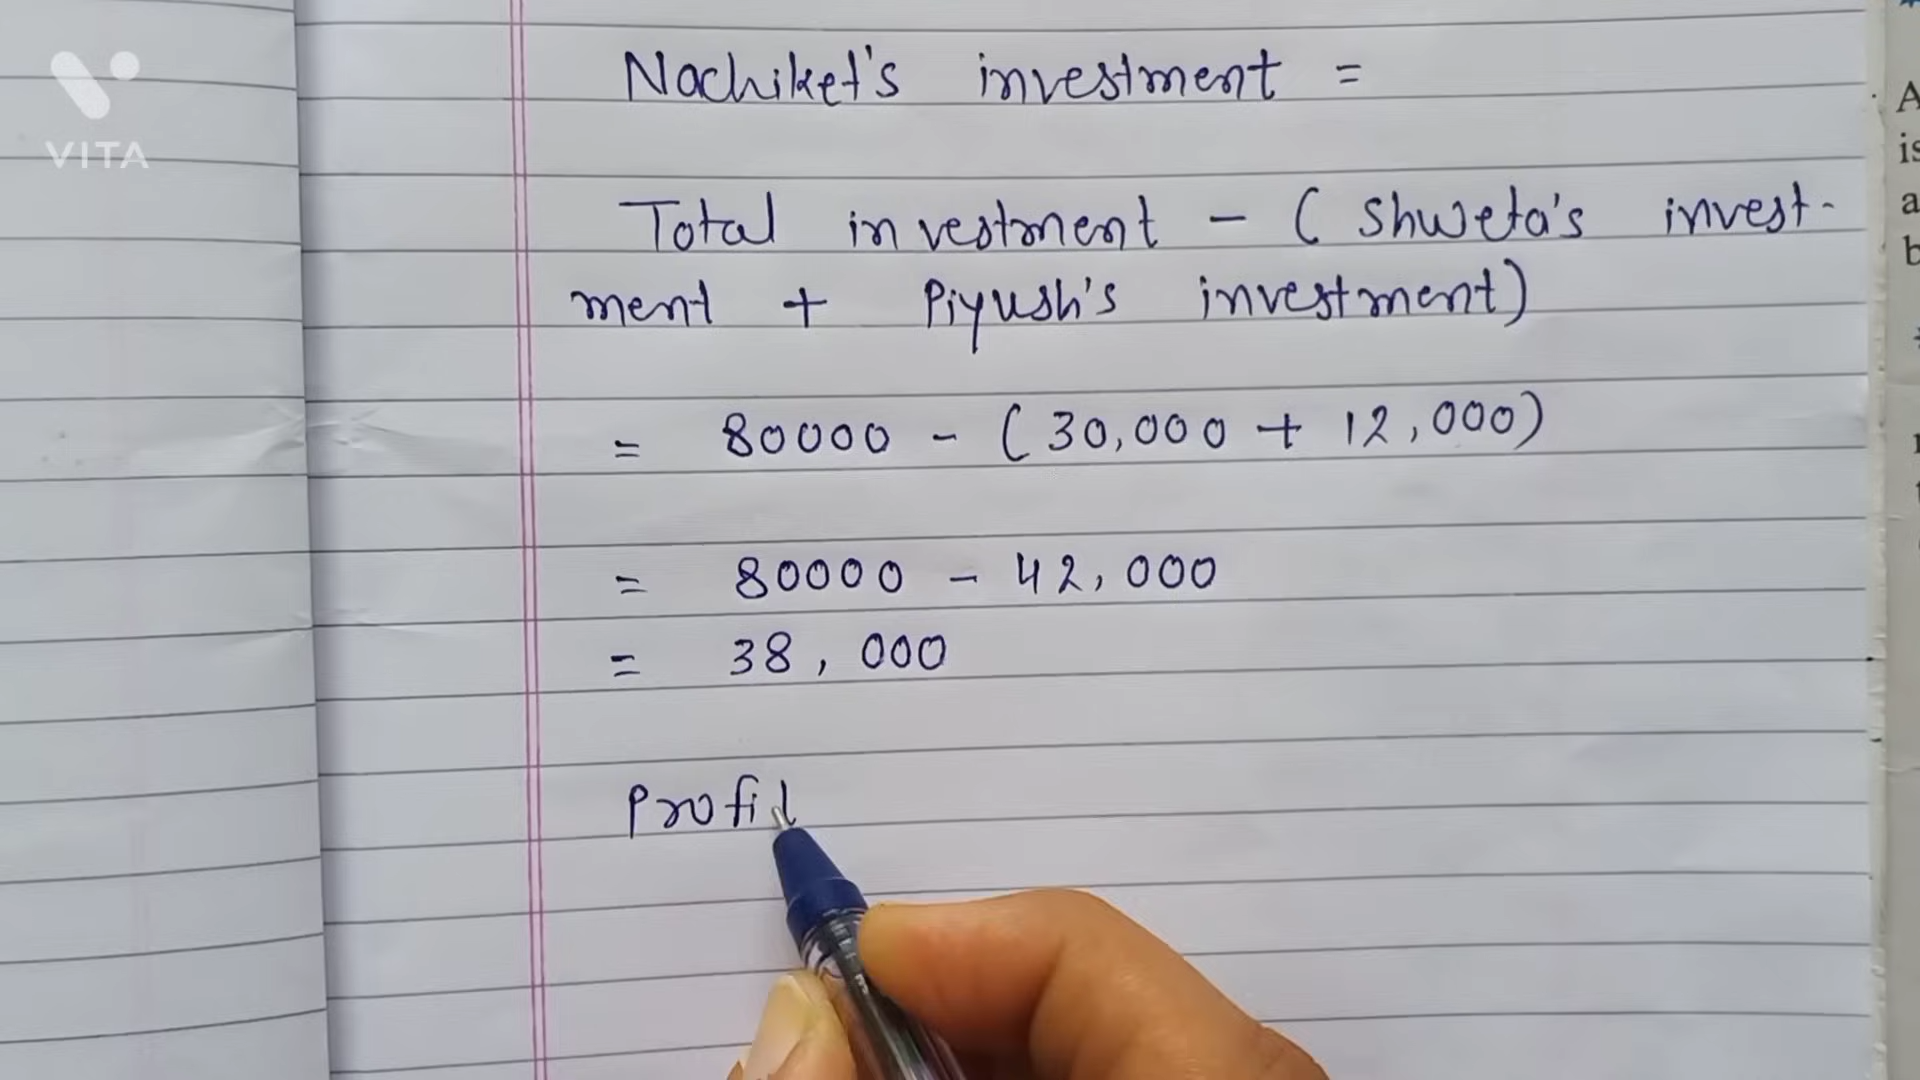 VITA
Nachiket's investment =
Total investment - ( Shweta's invest-
ment + Piyush's investment)
= 80000 - (30,000 + 12,000)
= 80000 - 42,000
= 38,000
Profit